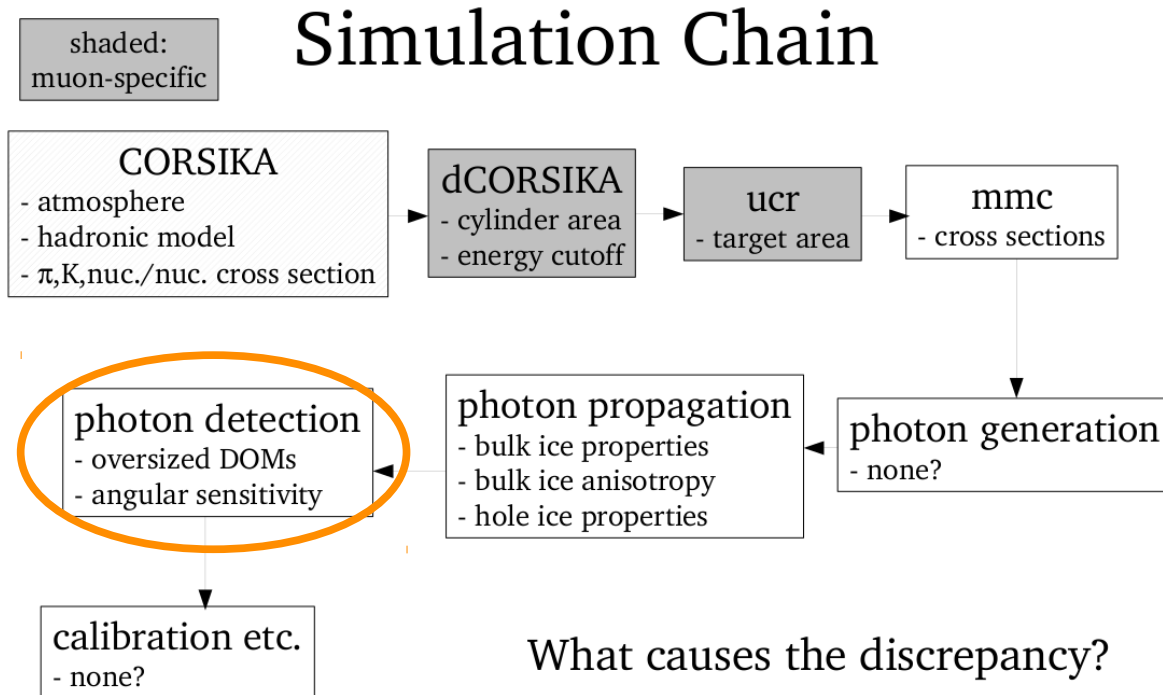 Simulation Chain
shaded:
muon-specific
CORSIKA
- atmosphere
- hadronic model
- π,K,nuc./nuc. cross section
dCORSIKA
- cylinder area
- energy cutoff
ucr
- target area
mmc
- cross sections
photon generation
- none?
photon propagation
- bulk ice properties
- bulk ice anisotropy
- hole ice properties
photon detection
- oversized DOMs
- angular sensitivity
calibration etc.
- none?
What causes the discrepancy?